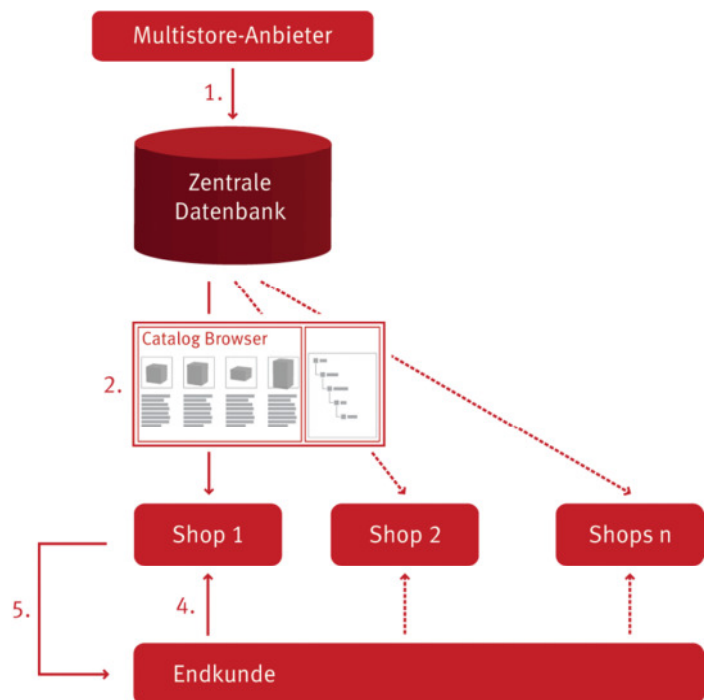 Multistore-Anbieter
1.
Zentrale
Datenbank
Catalog Browser
2.
Shop 1
Shop 2
Shops n
5.
4.
Endkunde